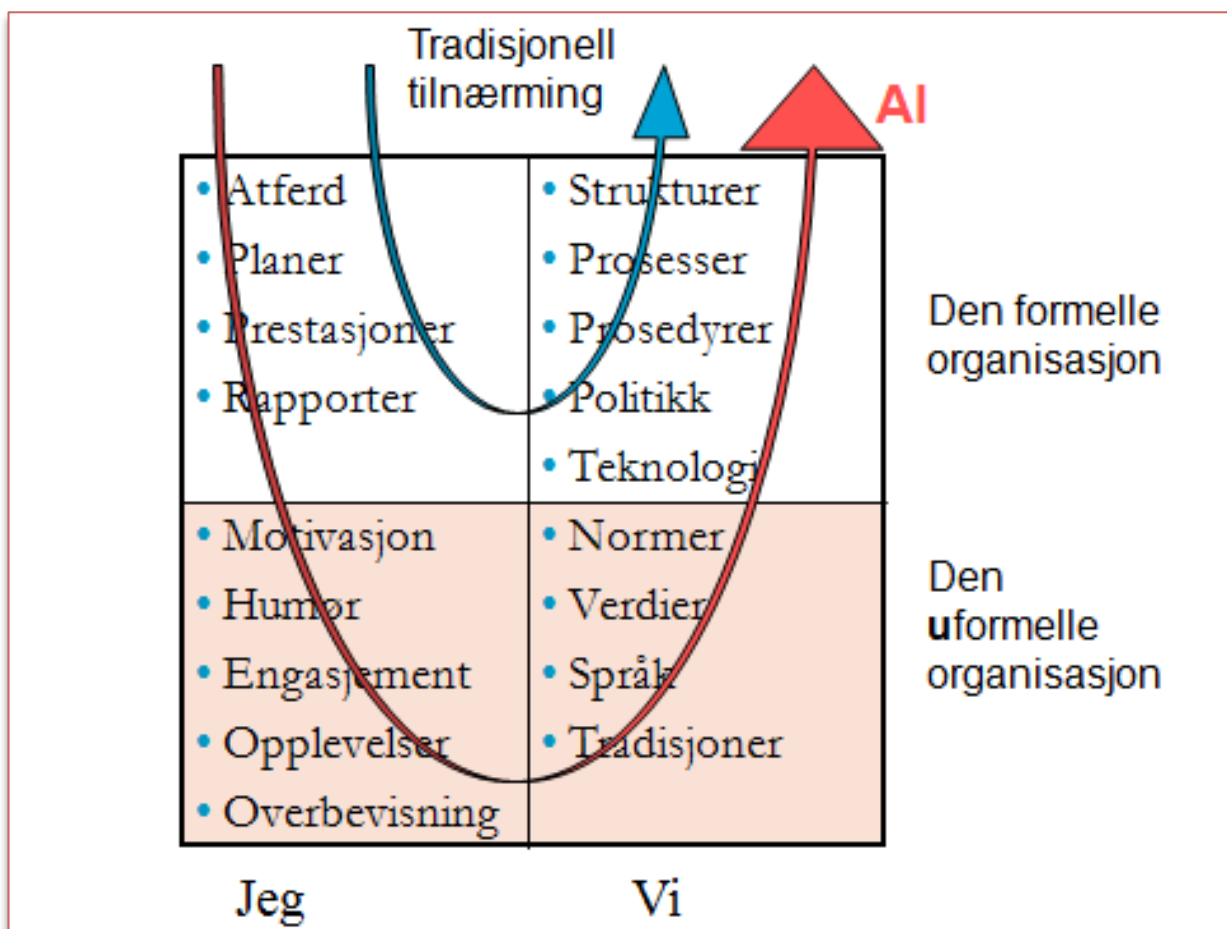 Tradisjonell
tilnærming
AI
• Atferd
• Planer
• Prestasjoner
• Rapporter
• Strukturer
• Prosesser
• Prosedyrer
• Politikk
• Teknologi
Den formelle
organisasjon
• Motivasjon
• Humør
• Engasjement
• Opplevelser
• Overbevisning
• Normer
• Verdier
• Språk
• Tradisjoner
Den
uformelle
organisasjon
Jeg
Vi